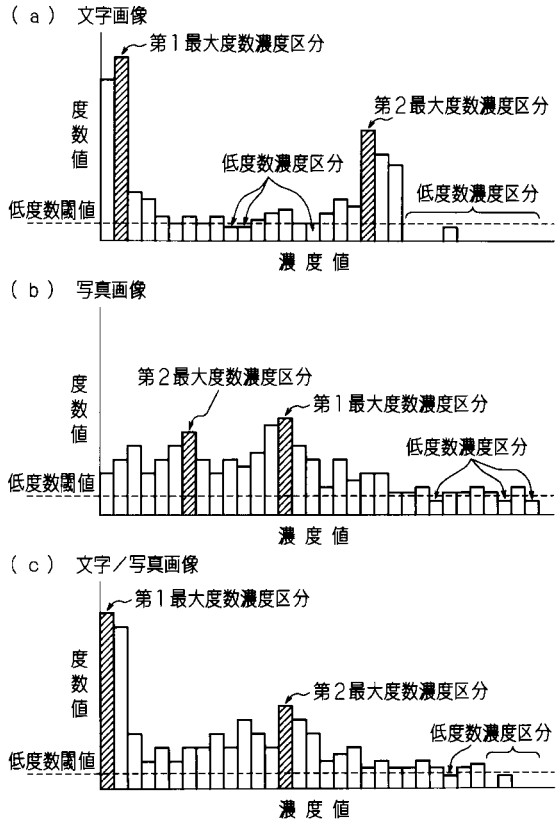 (a) 文字画像
第1最大度数濃度区分
第2最大度数濃度区分
度数値
低度数濃度区分
低度数濃度区分
低度数閾値
濃度値
(b) 写真画像
度数値
第2最大度数濃度区分
第1最大度数濃度区分
低度数濃度区分
低度数閾値
濃度値
(c) 文字/写真画像
第1最大度数濃度区分
度数値
第2最大度数濃度区分
低度数濃度区分
低度数閾値
濃度値